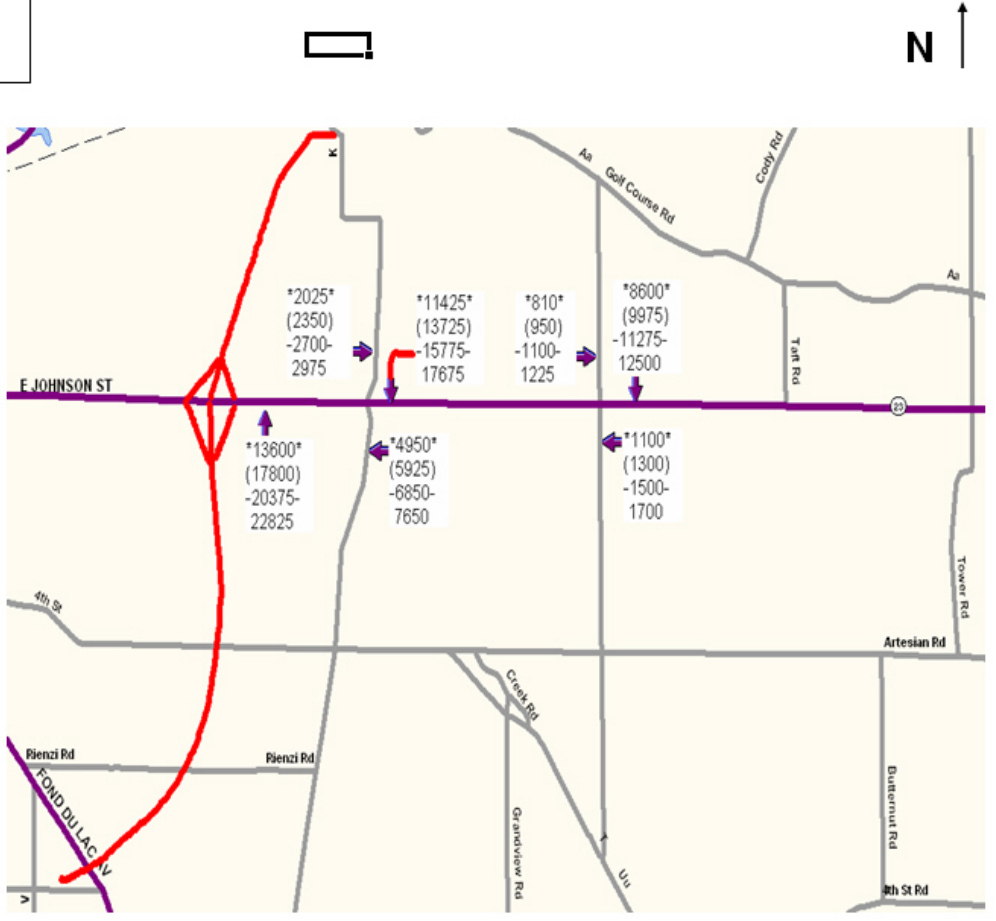 N
K
Aa
Golf Course Rd
Cody Rd
Aa
*2025*
(2350)
-2700-
2975
*11425*
(13725)
-15775-
17675
*810*
(950)
-1100-
1225
*8600*
(9975)
-11275-
12500
Taft Rd
E JOHNSON ST
23
*13600*
(17800)
-20375-
22825
*4950*
(5925)
-6850-
7650
*1100*
(1300)
-1500-
1700
Tower Rd
4th St
Artesian Rd
Creek Rd
Rienzi Rd
Rienzi Rd
FOND DU LAC AV
Grandview Rd
Butternut Rd
Uu
4th St Rd
V